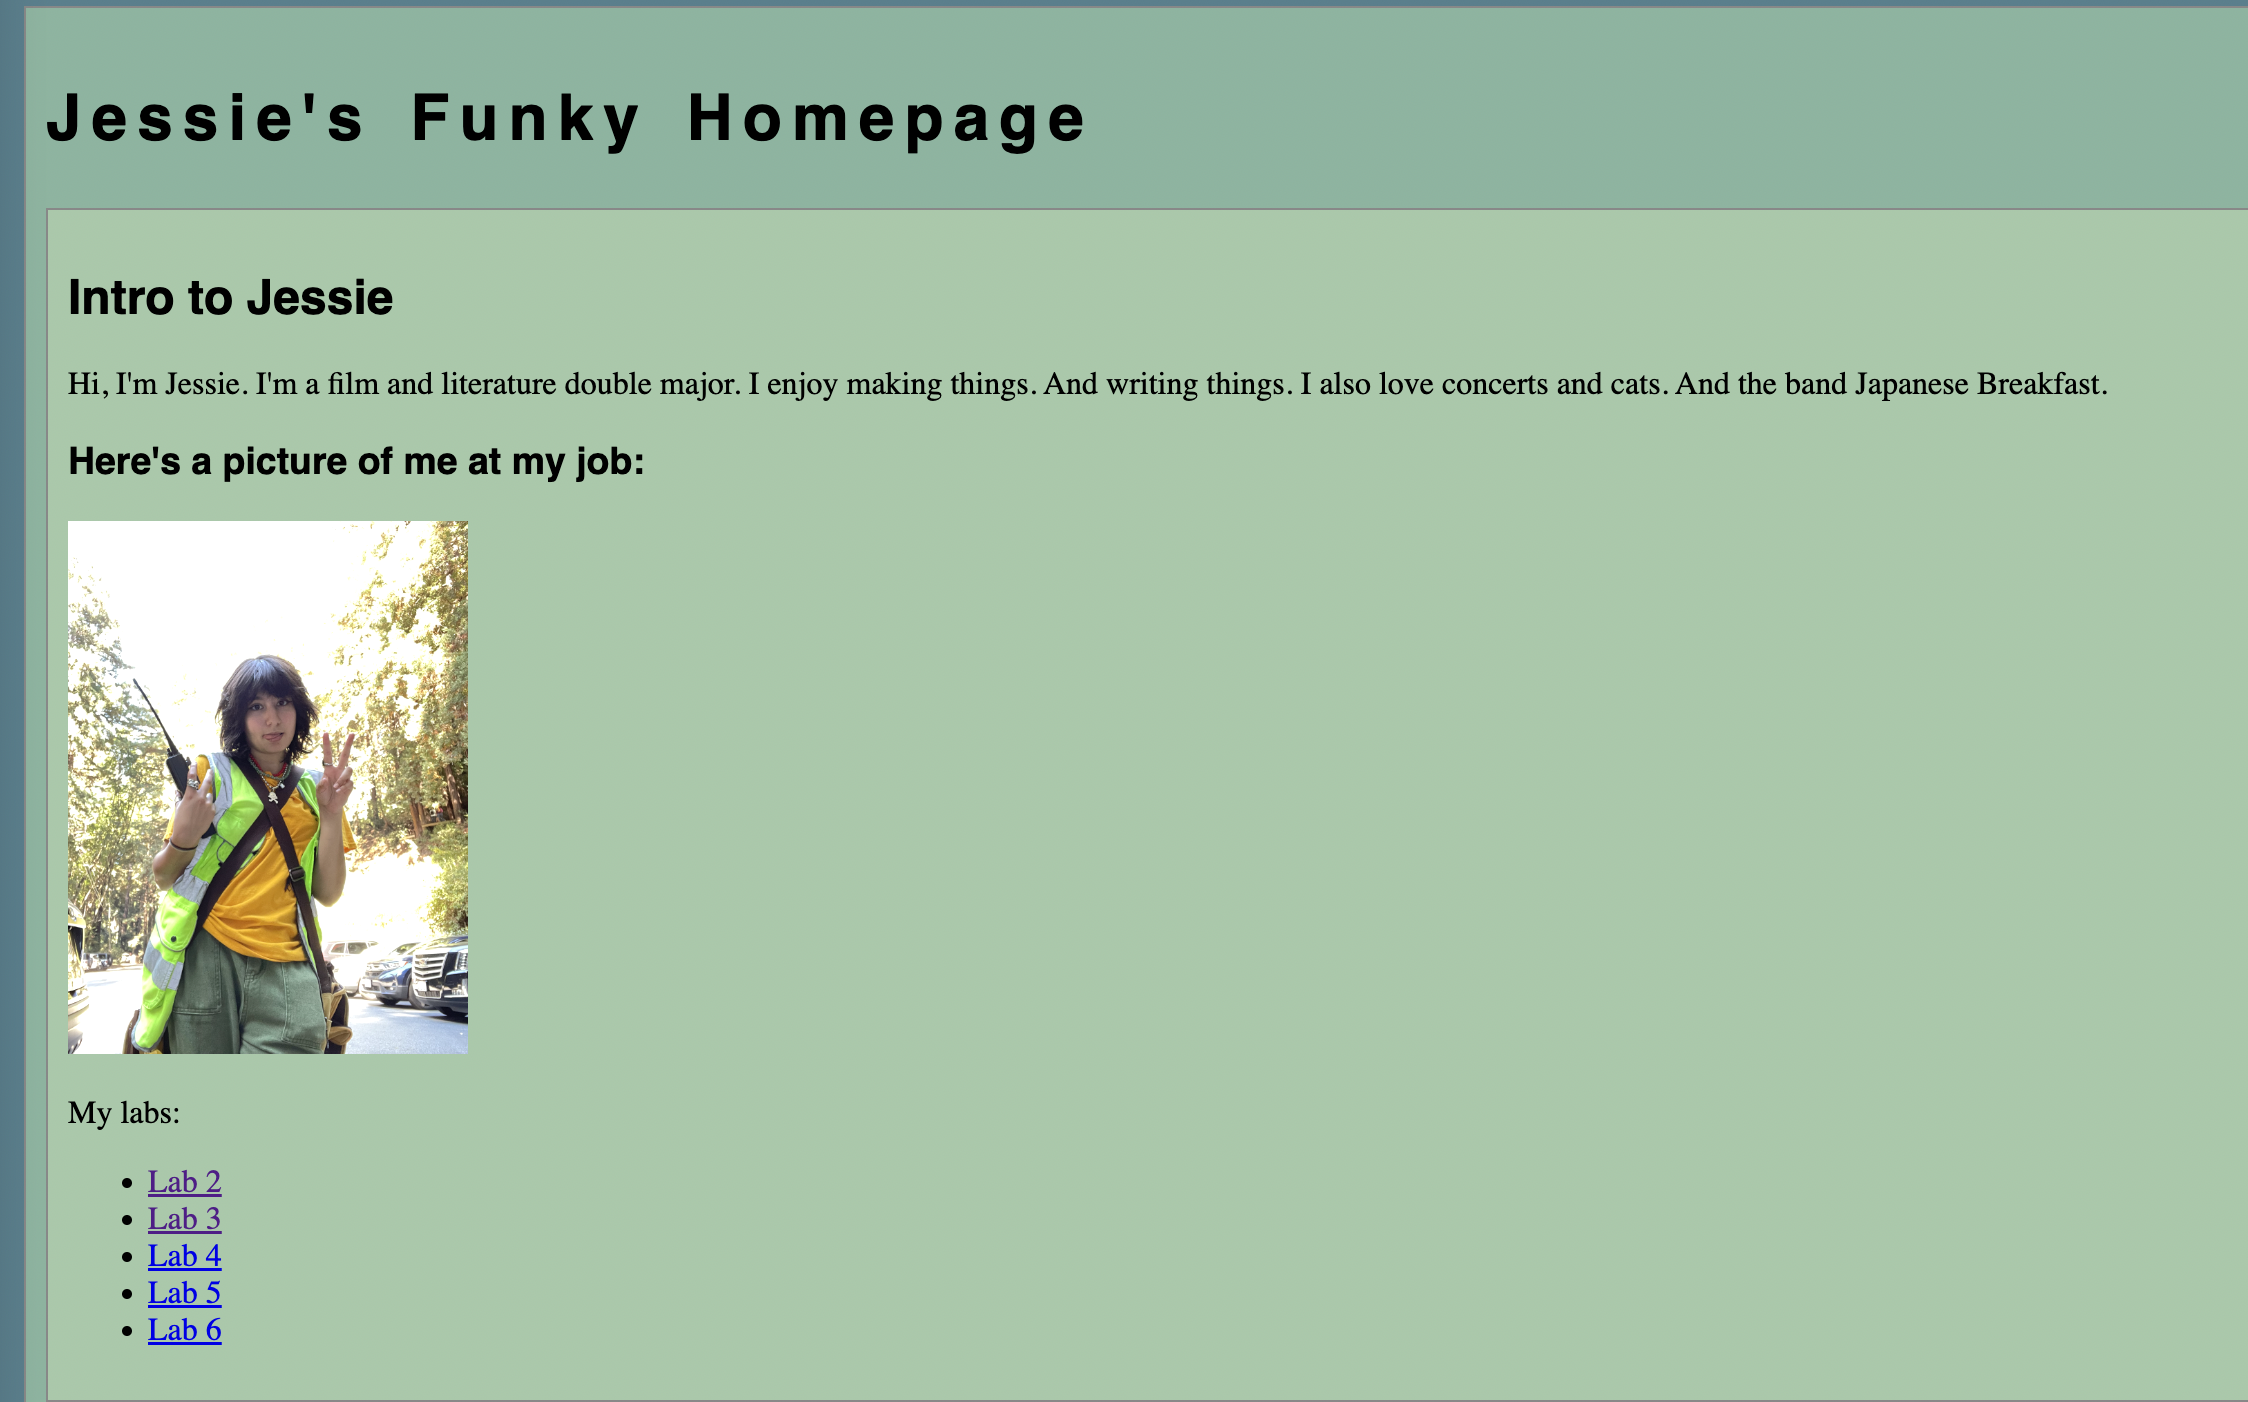 Jessie's Funky Homepage
Intro to Jessie
Hi, I'm Jessie. I'm a film and literature double major. I enjoy making things. And writing things. I also love concerts and cats. And the band Japanese Breakfast.
Here's a picture of me at my job:
My labs:
Lab 2
Lab 3
Lab 4
Lab 5
Lab 6